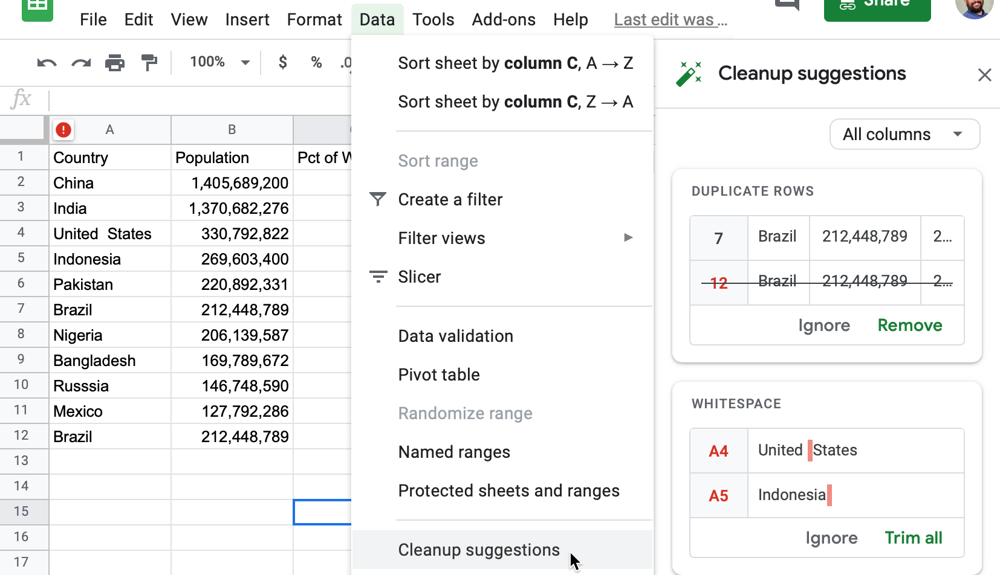 File Edit View Insert Format Data Tools Add-ons Help Last edit was ...
Share
100% $ % .0
fx
Sort sheet by column C, A → Z
Sort sheet by column C, Z → A
Sort range
Create a filter
Filter views
Slicer
Data validation
Pivot table
Randomize range
Named ranges
Protected sheets and ranges
Cleanup suggestions
A B
1 Country Population Pct of W
2 China 1,405,689,200
3 India 1,370,682,276
4 United  States 330,792,822
5 Indonesia 269,603,400
6 Pakistan 220,892,331
7 Brazil 212,448,789
8 Nigeria 206,139,587
9 Bangladesh 169,789,672
10 Russsia 146,748,590
11 Mexico 127,792,286
12 Brazil 212,448,789
13
14
15
16
17
Cleanup suggestions
All columns
DUPLICATE ROWS
7 Brazil 212,448,789 2...
12 Brazil 212,448,789 2...
Ignore Remove
WHITESPACE
A4 United  States
A5 Indonesia
Ignore Trim all